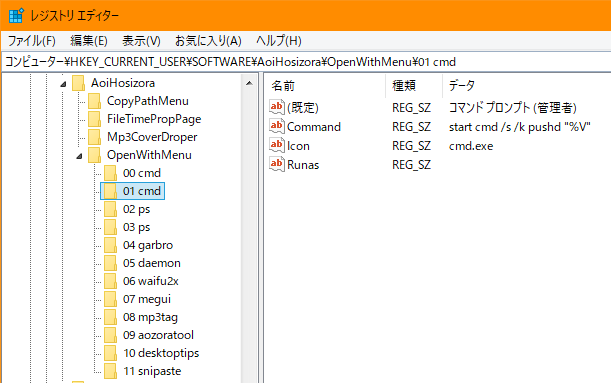 レジストリ エディター
ファイル(F) 編集(E) 表示(V) お気に入り(A) ヘルプ(H)
コンピューター¥HKEY_CURRENT_USER¥SOFTWARE¥AoiHosizora¥OpenWithMenu¥01 cmd
AoiHosizora
CopyPathMenu
FileTimePropPage
Mp3CoverDroper
OpenWithMenu
00 cmd
01 cmd
02 ps
03 ps
04 garbro
05 daemon
06 waifu2x
07 megui
08 mp3tag
09 aozoratool
10 desktoptips
11 snipaste
名前 種類 データ
(既定) REG_SZ コマンドプロンプト (管理者)
Command REG_SZ start cmd /s /k pushd "%V"
Icon REG_SZ cmd.exe
Runas REG_SZ